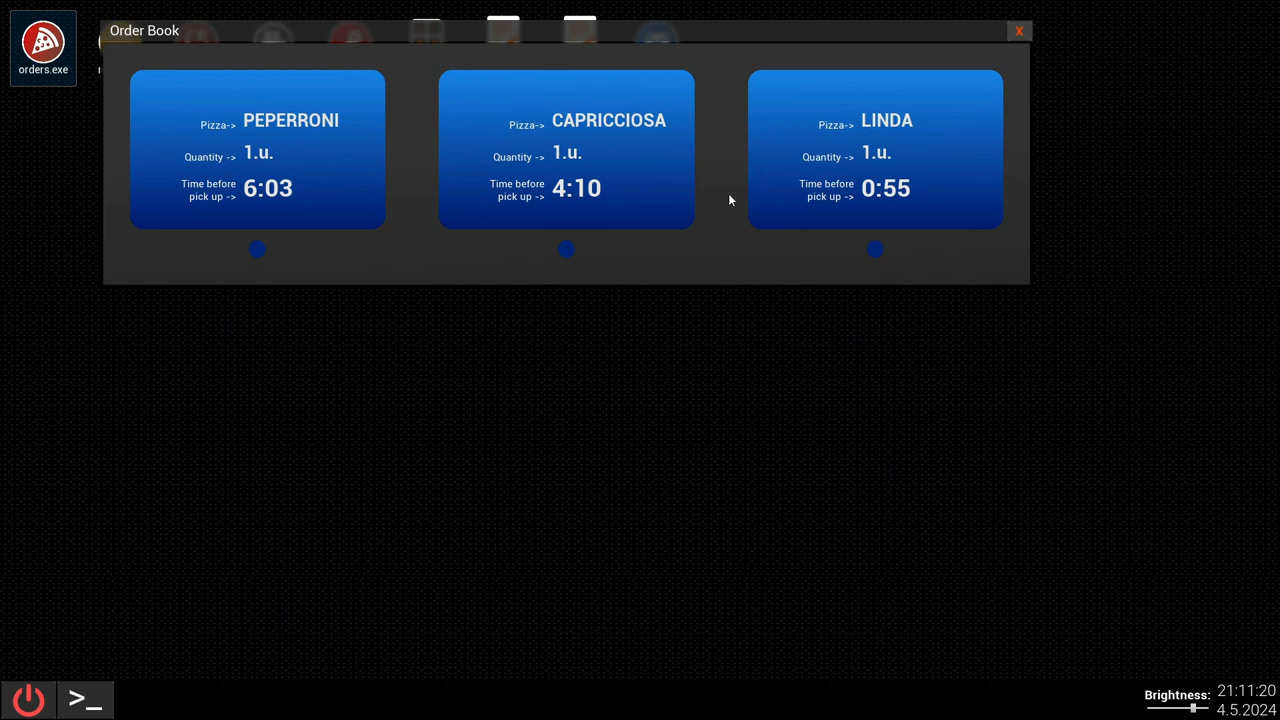 Order Book
X
orders.exe
Pizza-> PEPERRONI
Quantity -> 1.u.
Time before
pick up -> 6:03
Pizza-> CAPRICCIOSA
Quantity -> 1.u.
Time before
pick up -> 4:10
Pizza-> LINDA
Quantity -> 1.u.
Time before
pick up -> 0:55
>_
Brightness:
21:11:20
4.5.2024